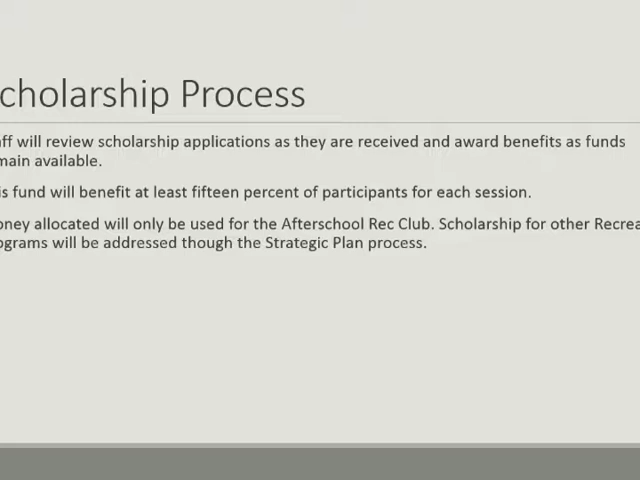 cholarship Process
ff will review scholarship applications as they are received and award benefits as funds
main available.
is fund will benefit at least fifteen percent of participants for each session.
oney allocated will only be used for the Afterschool Rec Club. Scholarship for other Recrea
ograms will be addressed though the Strategic Plan process.